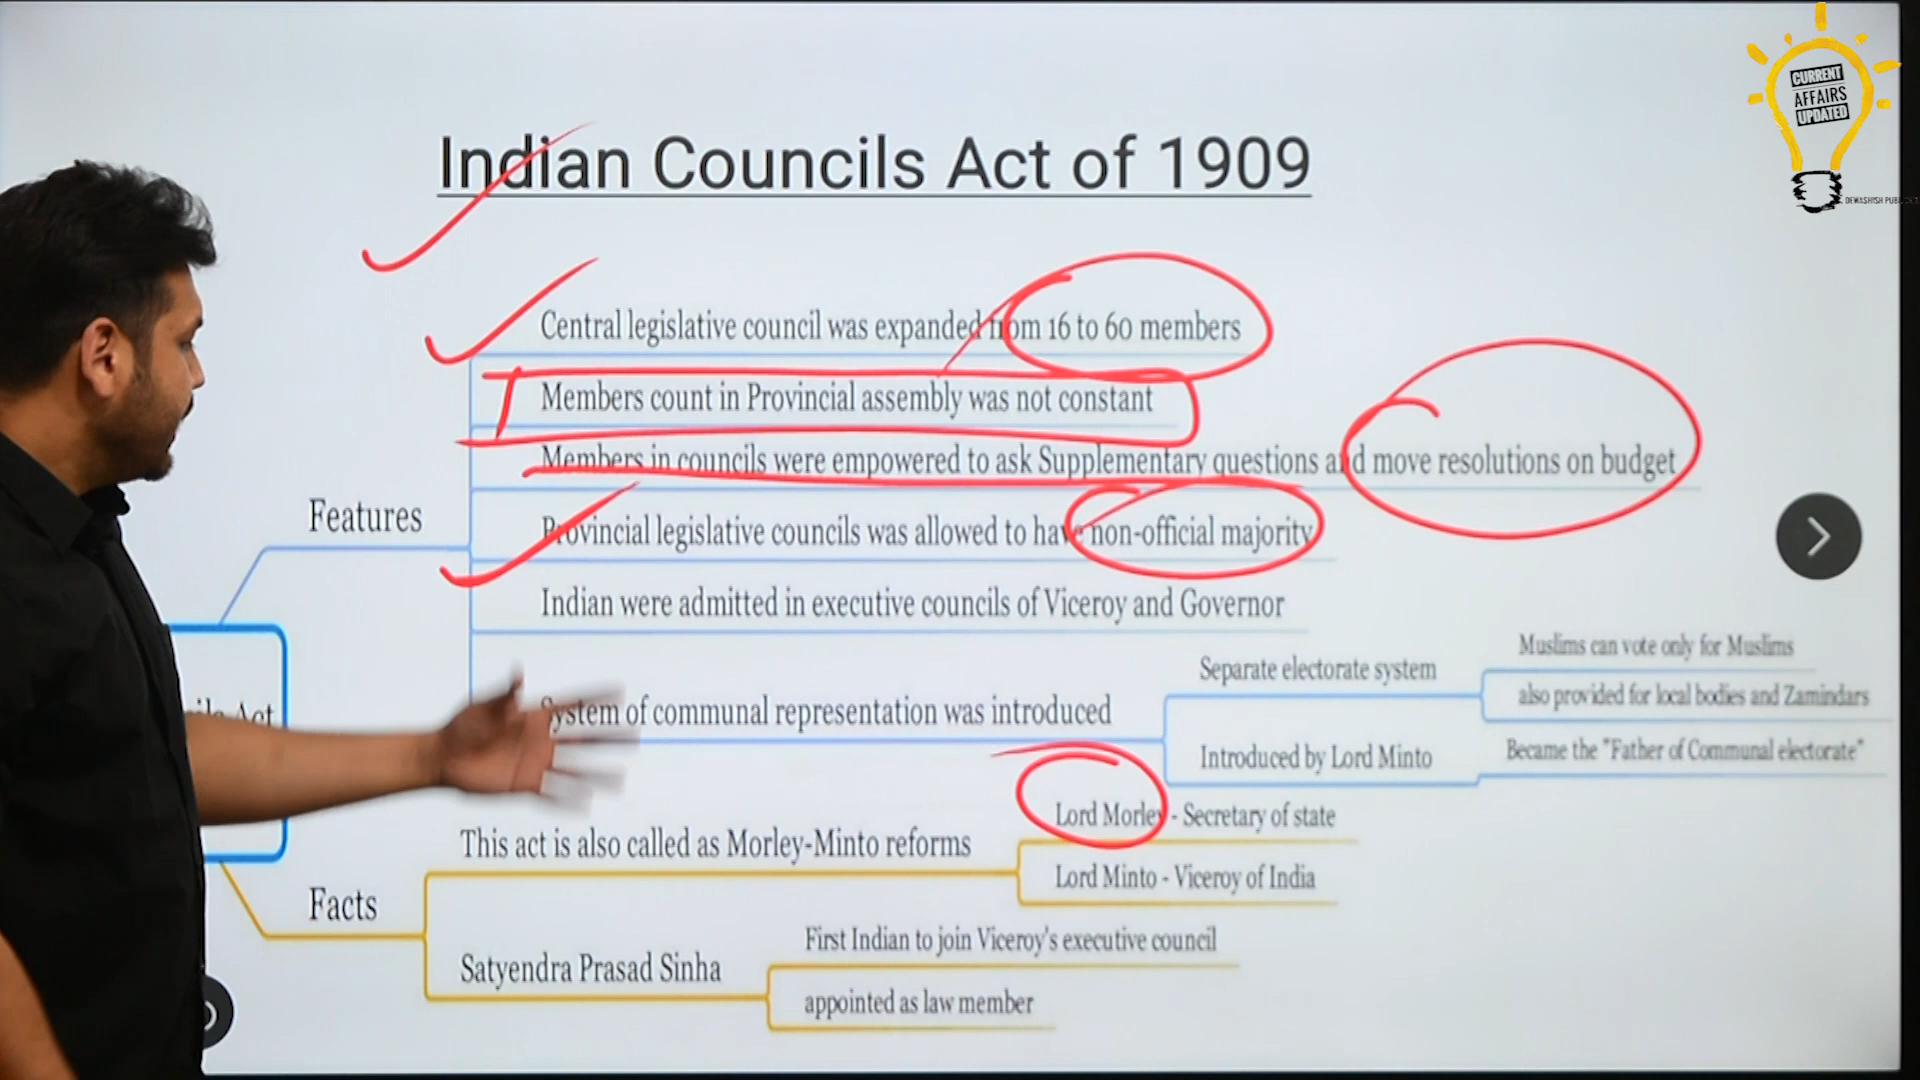 CURRENT
AFFAIRS
UPDATED
Indian Councils Act of 1909
Central legislative council was expanded from 16 to 60 members
Members count in Provincial assembly was not constant
Members in councils were empowered to ask Supplementary questions and move resolutions on budget
Features
Provincial legislative councils was allowed to have non-official majority
Indian were admitted in executive councils of Viceroy and Governor
System of communal representation was introduced
Separate electorate system
Muslims can vote only for Muslims
also provided for local bodies and Zamindars
Introduced by Lord Minto
Became the "Father of Communal electorate"
Act
Facts
This act is also called as Morley-Minto reforms
Lord Morley - Secretary of state
Lord Minto - Viceroy of India
Satyendra Prasad Sinha
First Indian to join Viceroy's executive council
appointed as law member